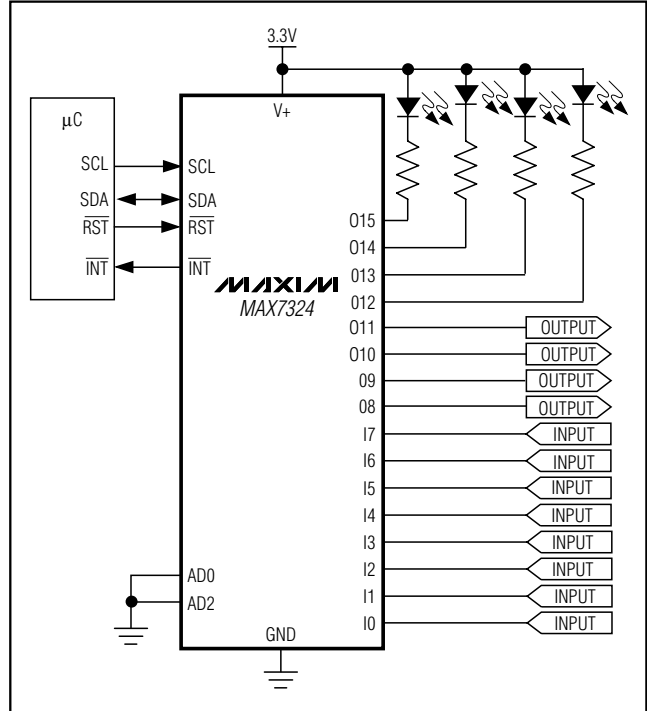 3.3V
μC
V+
SCL
SCL
SDA
SDA
RST
RST
INT
INT
MAXIM
MAX7324
O15
O14
O13
O12
O11
OUTPUT
O10
OUTPUT
O9
OUTPUT
O8
OUTPUT
I7
INPUT
I6
INPUT
I5
INPUT
I4
INPUT
I3
INPUT
I2
INPUT
I1
INPUT
I0
INPUT
AD0
AD2
GND